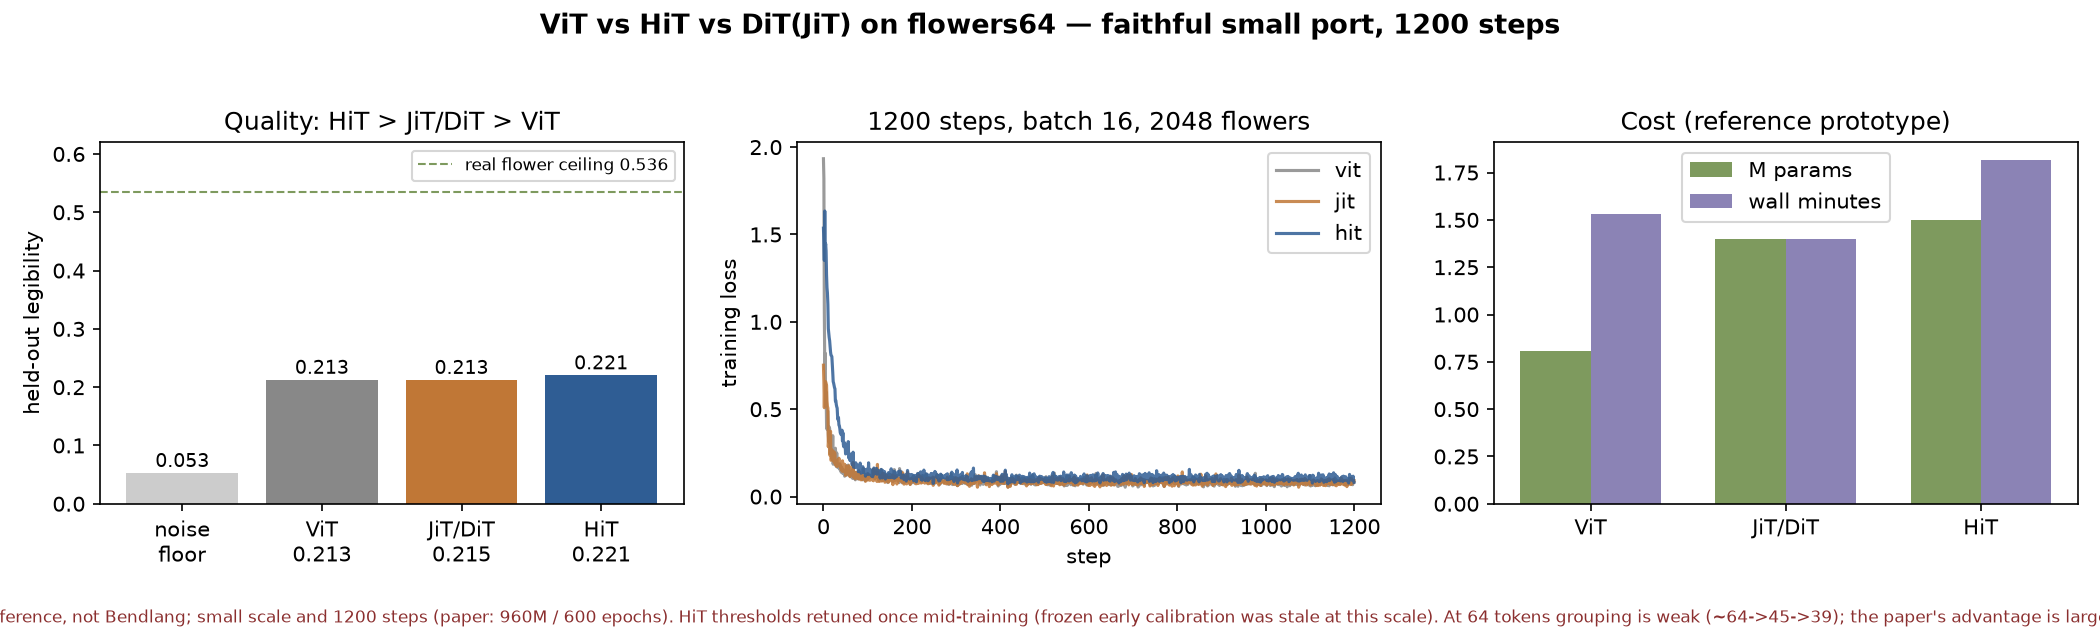 ViT vs HiT vs DiT(JiT) on flowers64 — faithful small port, 1200 steps
Quality: HiT > JiT/DiT > ViT
held-out legibility
0.6
0.5
0.4
0.3
0.2
0.1
0.0
real flower ceiling 0.536
0.053
0.213
0.213
0.221
noise
floor
ViT
0.213
JiT/DiT
0.215
HiT
0.221
1200 steps, batch 16, 2048 flowers
training loss
2.0
1.5
1.0
0.5
0.0
vit
jit
hit
0 200 400 600 800 1000 1200
step
Cost (reference prototype)
1.75
1.50
1.25
1.00
0.75
0.50
0.25
0.00
M params
wall minutes
ViT JiT/DiT HiT
ference, not Bendlang; small scale and 1200 steps (paper: 960M / 600 epochs). HiT thresholds retuned once mid-training (frozen early calibration was stale at this scale). At 64 tokens grouping is weak (~64->45->39); the paper's advantage is larg